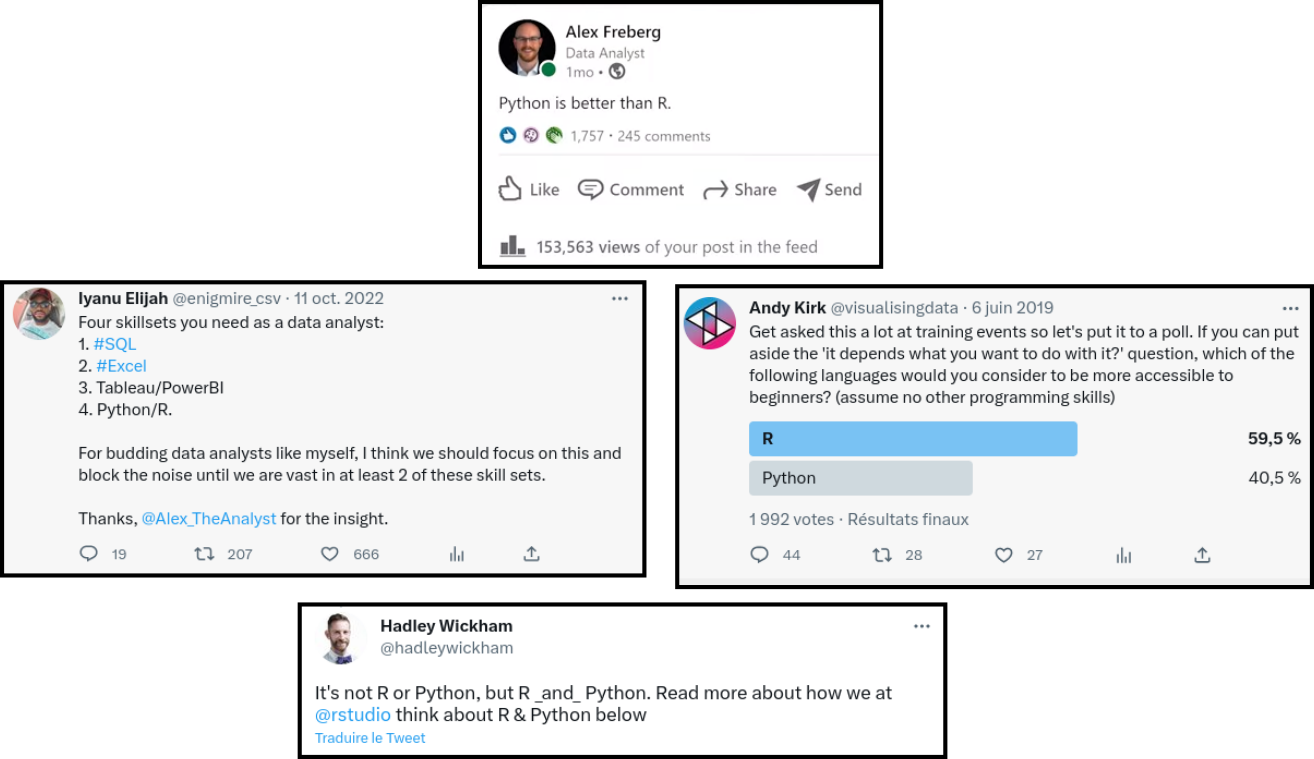 Alex Freberg
Data Analyst
1mo •
Python is better than R.
1,757 • 245 comments
Like Comment Share Send
153,563 views of your post in the feed
Iyanu Elijah @enigmire_csv · 11 oct. 2022
Four skillsets you need as a data analyst:
1. #SQL
2. #Excel
3. Tableau/PowerBI
4. Python/R.
For budding data analysts like myself, I think we should focus on this and
block the noise until we are vast in at least 2 of these skill sets.
Thanks, @Alex_TheAnalyst for the insight.
19 207 666
Andy Kirk @visualisingdata · 6 juin 2019
Get asked this a lot at training events so let's put it to a poll. If you can put
aside the 'it depends what you want to do with it?' question, which of the
following languages would you consider to be more accessible to
beginners? (assume no other programming skills)
R 59,5 %
Python 40,5 %
1 992 votes · Résultats finaux
44 28 27
Hadley Wickham
@hadleywickham
It's not R or Python, but R _and_ Python. Read more about how we at
@rstudio think about R & Python below
Traduire le Tweet